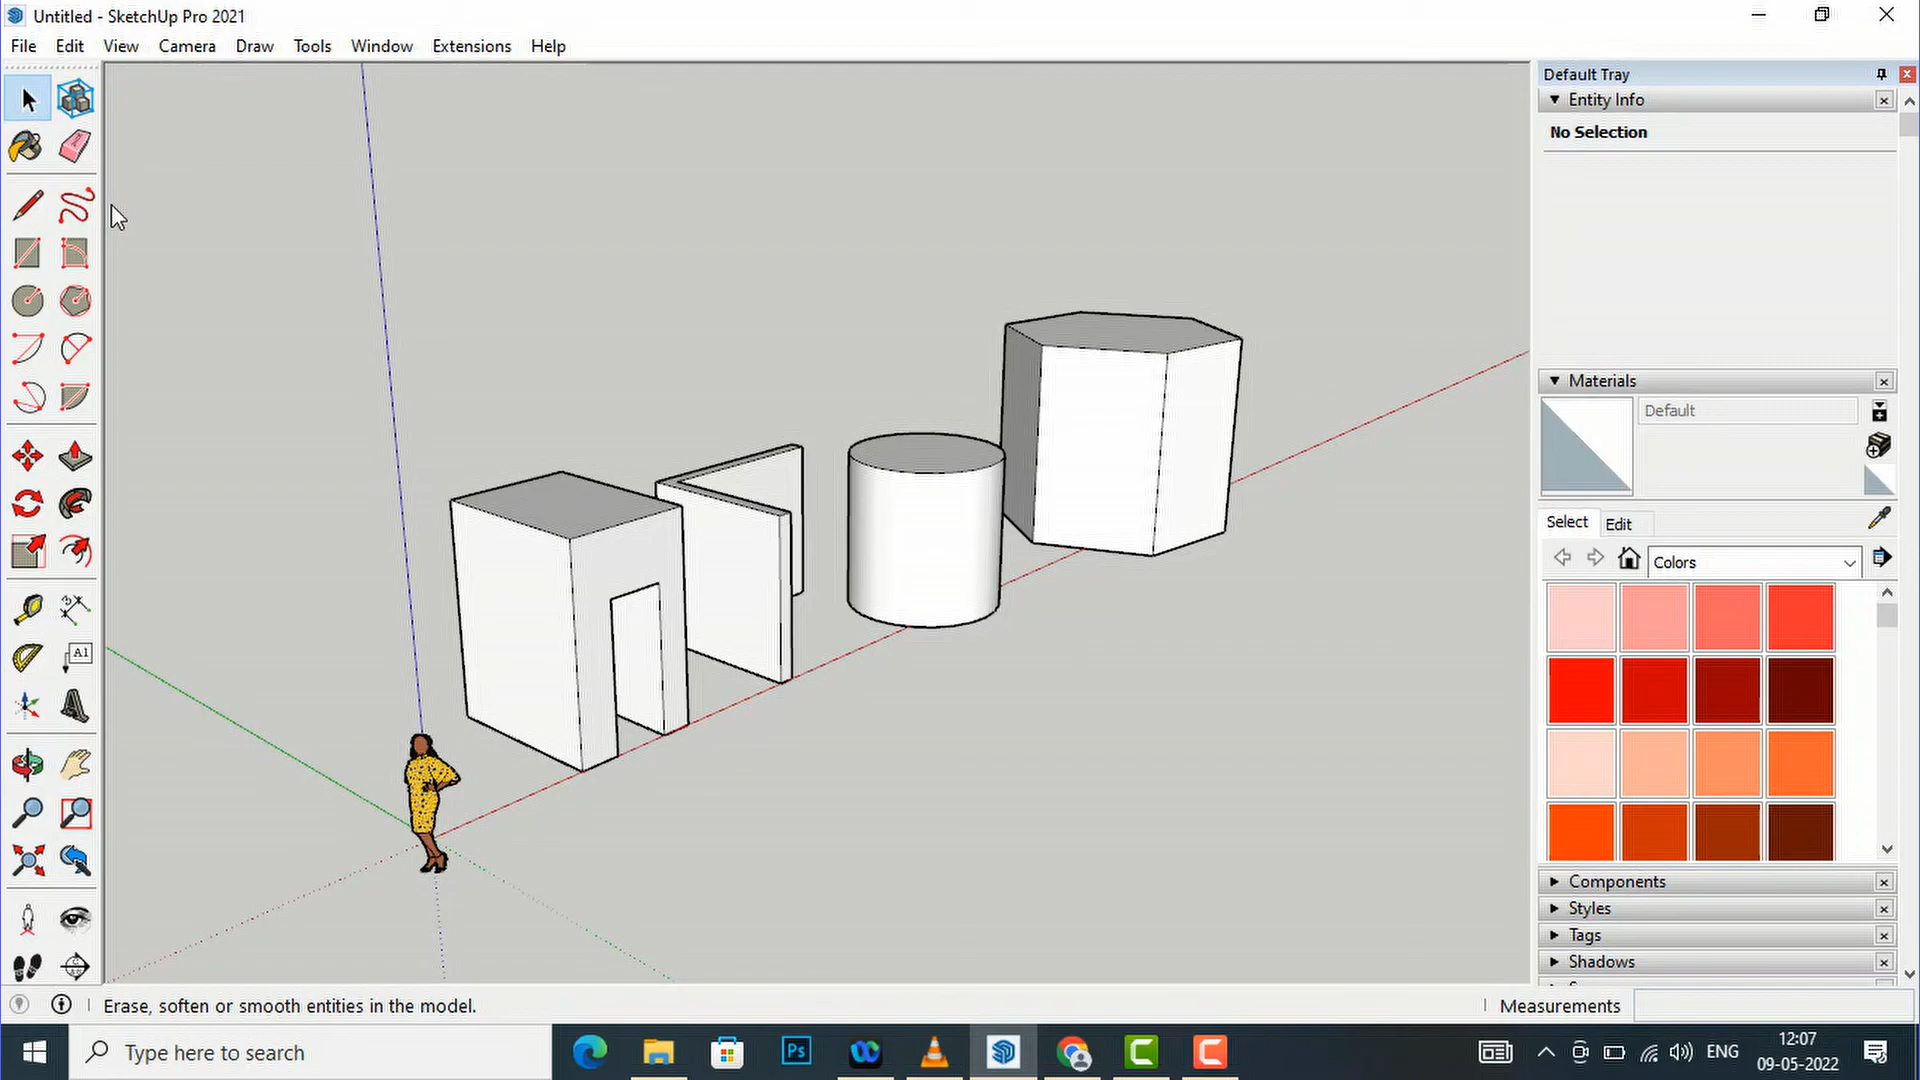 Untitled - SketchUp Pro 2021
File Edit View Camera Draw Tools Window Extensions Help
Default Tray
Entity Info
No Selection
Materials
Default
Select Edit
Colors
A1
Components
Styles
Tags
Shadows
Erase, soften or smooth entities in the model.
Measurements
Type here to search
Ps
ENG
12:07
09-05-2022